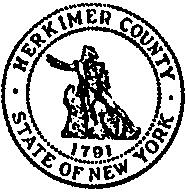 HERKIMER COUNTY
1791
STATE OF NEW YORK